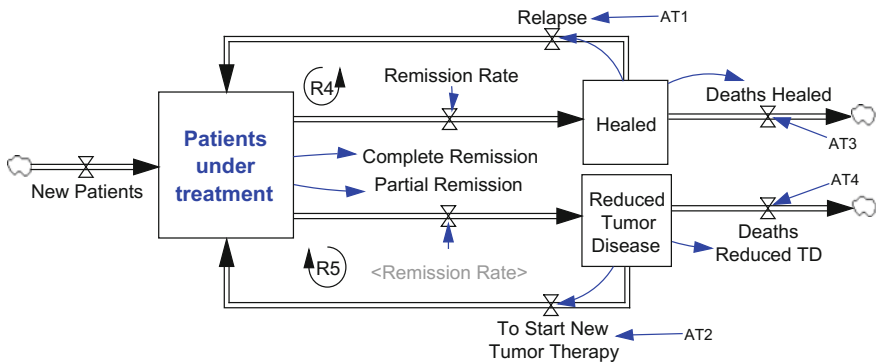 Relapse
AT1
R4
Remission Rate
Deaths Healed
Patients
under
treatment
Healed
AT3
New Patients
Complete Remission
Partial Remission
AT4
Reduced
Tumor
Disease
Deaths
Reduced TD
R5
<Remission Rate>
To Start New
Tumor Therapy
AT2